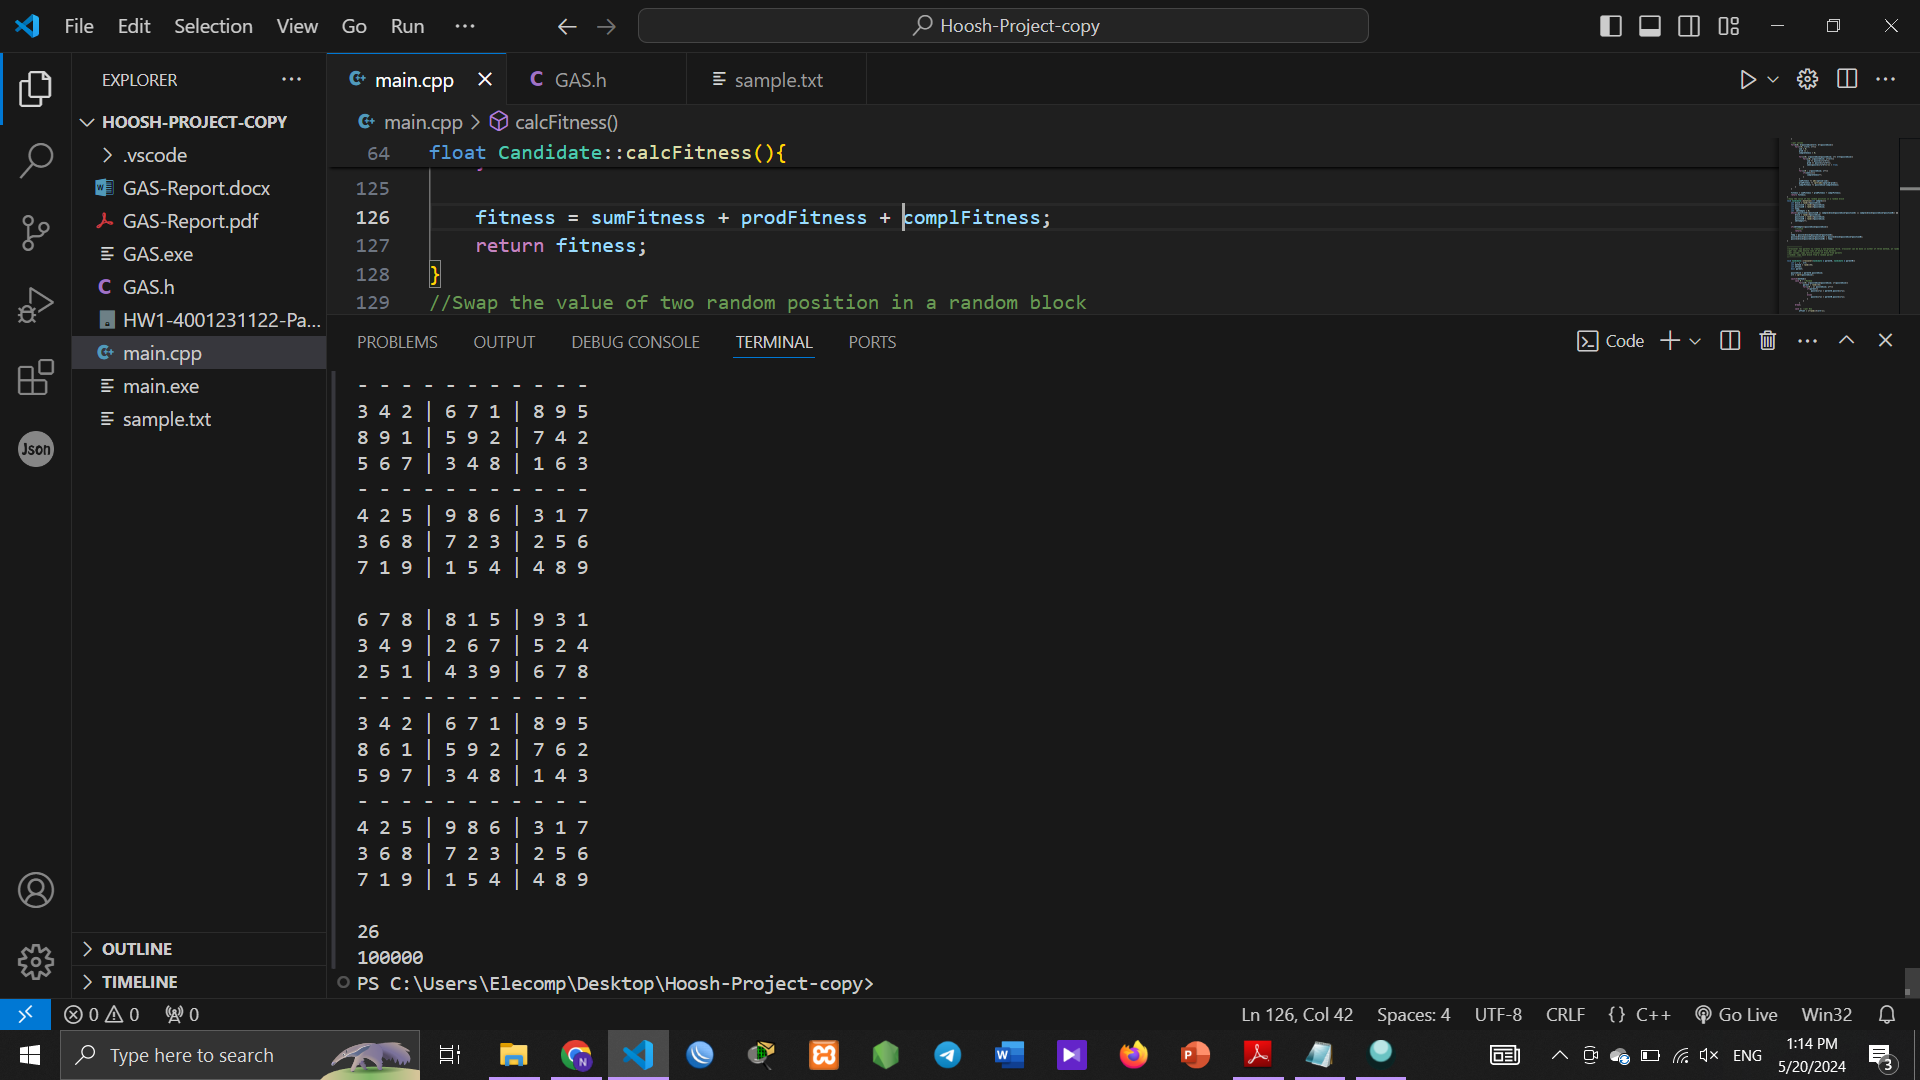 File Edit Selection View Go Run ···
Hoosh-Project-copy
EXPLORER
main.cpp
GAS.h
sample.txt
HOOSH-PROJECT-COPY
.vscode
GAS-Report.docx
GAS-Report.pdf
GAS.exe
GAS.h
HW1-4001231122-Pa...
main.cpp
main.exe
sample.txt
OUTLINE
TIMELINE
Json
main.cpp > calcFitness()
64 float Candidate::calcFitness(){
125
126 fitness = sumFitness + prodFitness + complFitness;
127 return fitness;
128 }
129 //Swap the value of two random position in a random block
PROBLEMS OUTPUT DEBUG CONSOLE TERMINAL PORTS
Code
- - - - - - - - - - -
3 4 2 | 6 7 1 | 8 9 5
8 9 1 | 5 9 2 | 7 4 2
5 6 7 | 3 4 8 | 1 6 3
- - - - - - - - - - -
4 2 5 | 9 8 6 | 3 1 7
3 6 8 | 7 2 3 | 2 5 6
7 1 9 | 1 5 4 | 4 8 9
6 7 8 | 8 1 5 | 9 3 1
3 4 9 | 2 6 7 | 5 2 4
2 5 1 | 4 3 9 | 6 7 8
- - - - - - - - - - -
3 4 2 | 6 7 1 | 8 9 5
8 6 1 | 5 9 2 | 7 6 2
5 9 7 | 3 4 8 | 1 4 3
- - - - - - - - - - -
4 2 5 | 9 8 6 | 3 1 7
3 6 8 | 7 2 3 | 2 5 6
7 1 9 | 1 5 4 | 4 8 9
26
100000
PS C:\Users\Elecomp\Desktop\Hoosh-Project-copy>
0 0 0
Ln 126, Col 42 Spaces: 4 UTF-8 CRLF {} C++ Go Live Win32
Type here to search
ENG
1:14 PM
5/20/2024
3